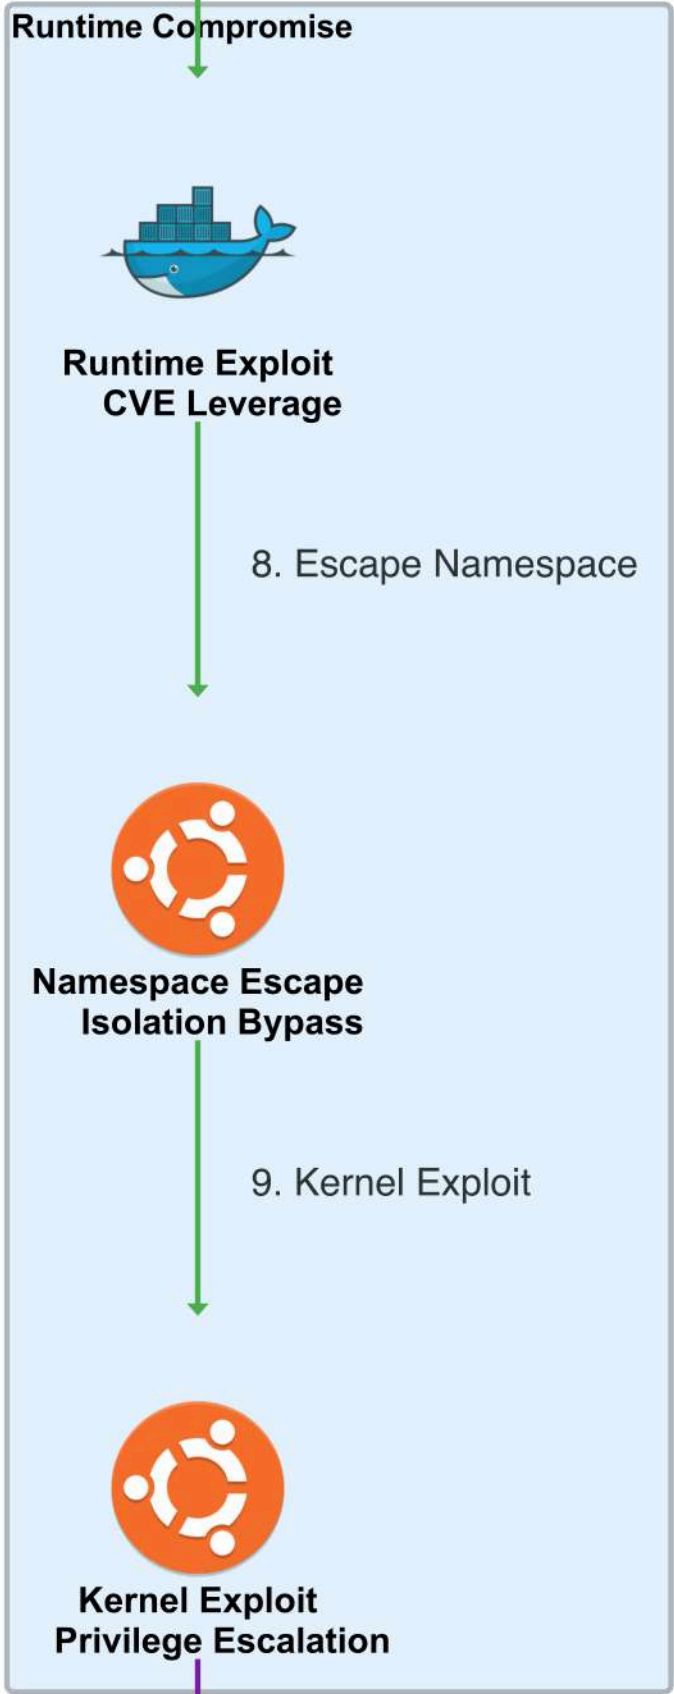 Runtime Compromise
Runtime Exploit
CVE Leverage
8. Escape Namespace
Namespace Escape
Isolation Bypass
9. Kernel Exploit
Kernel Exploit
Privilege Escalation